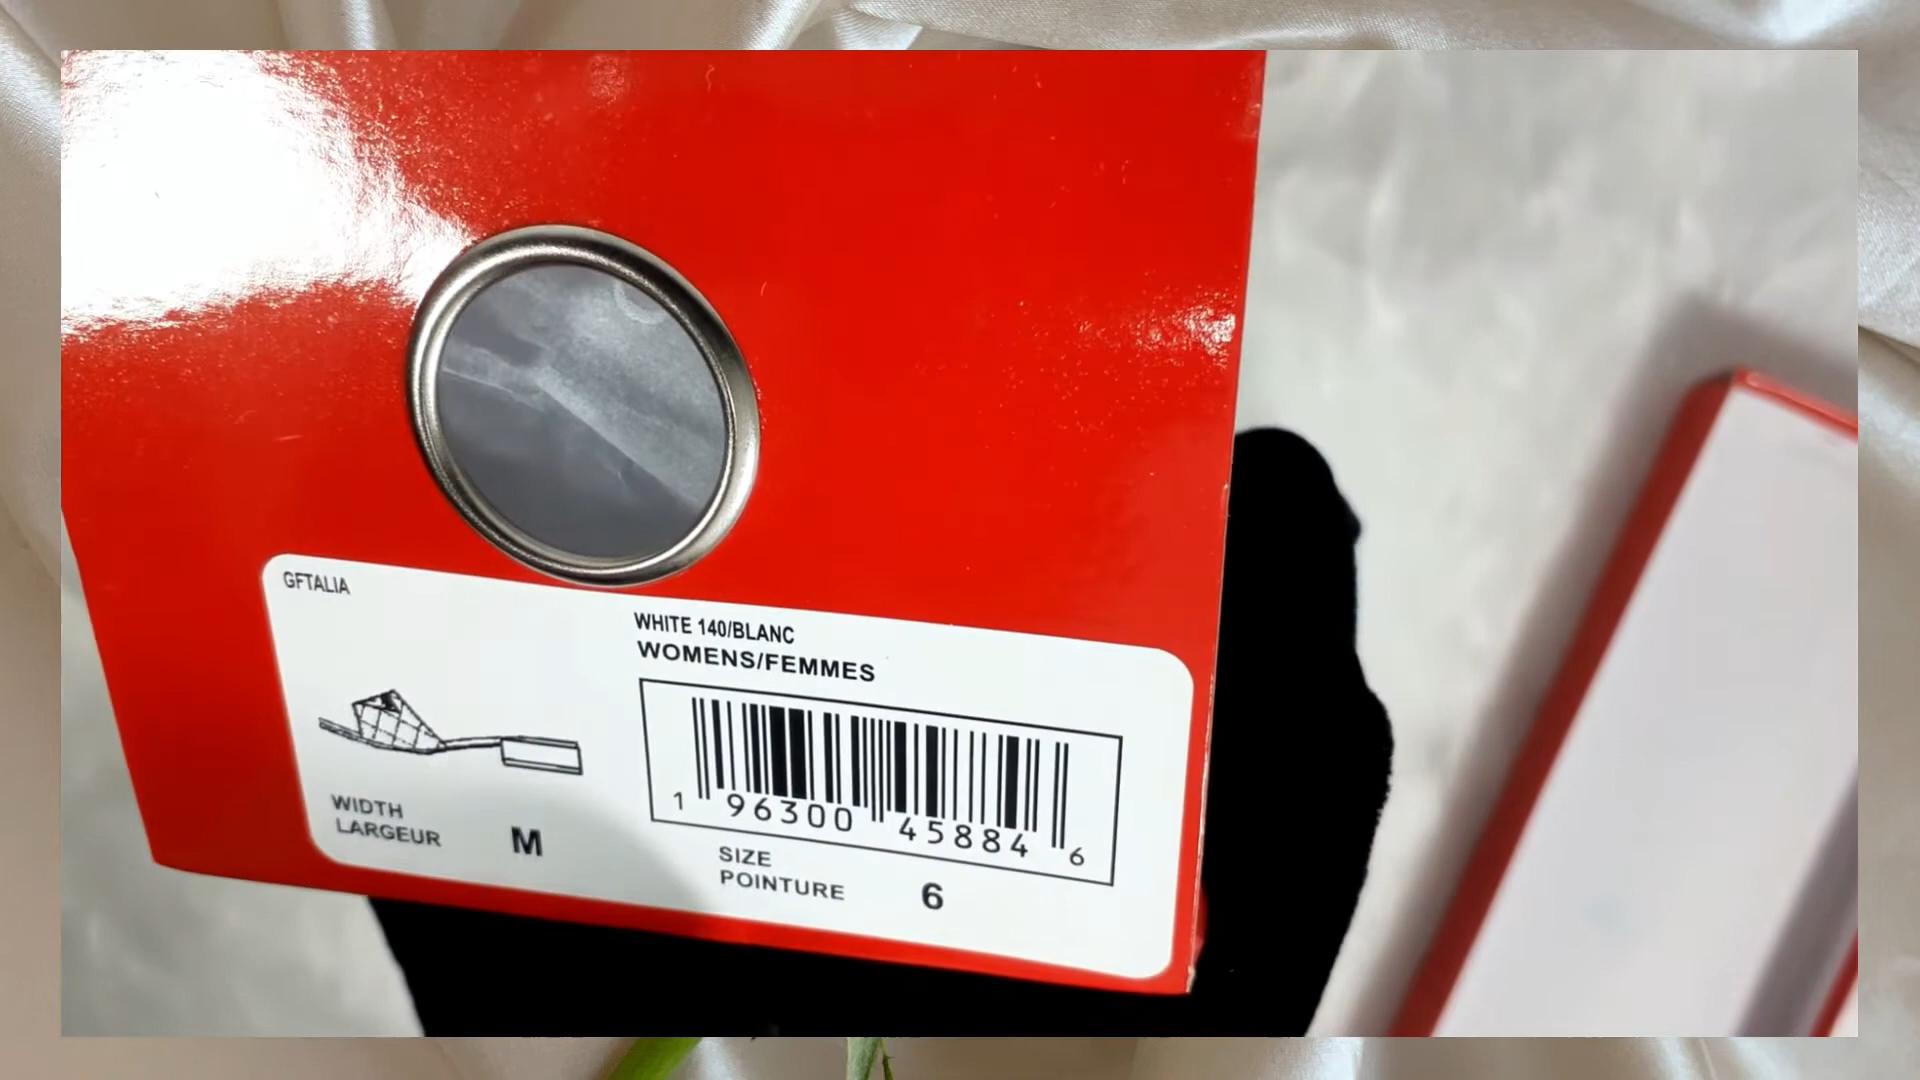 GFTALIA
WHITE 140/BLANC
WOMENS/FEMMES
1 96300 45884 6
WIDTH
LARGEUR
M
SIZE
POINTURE
6